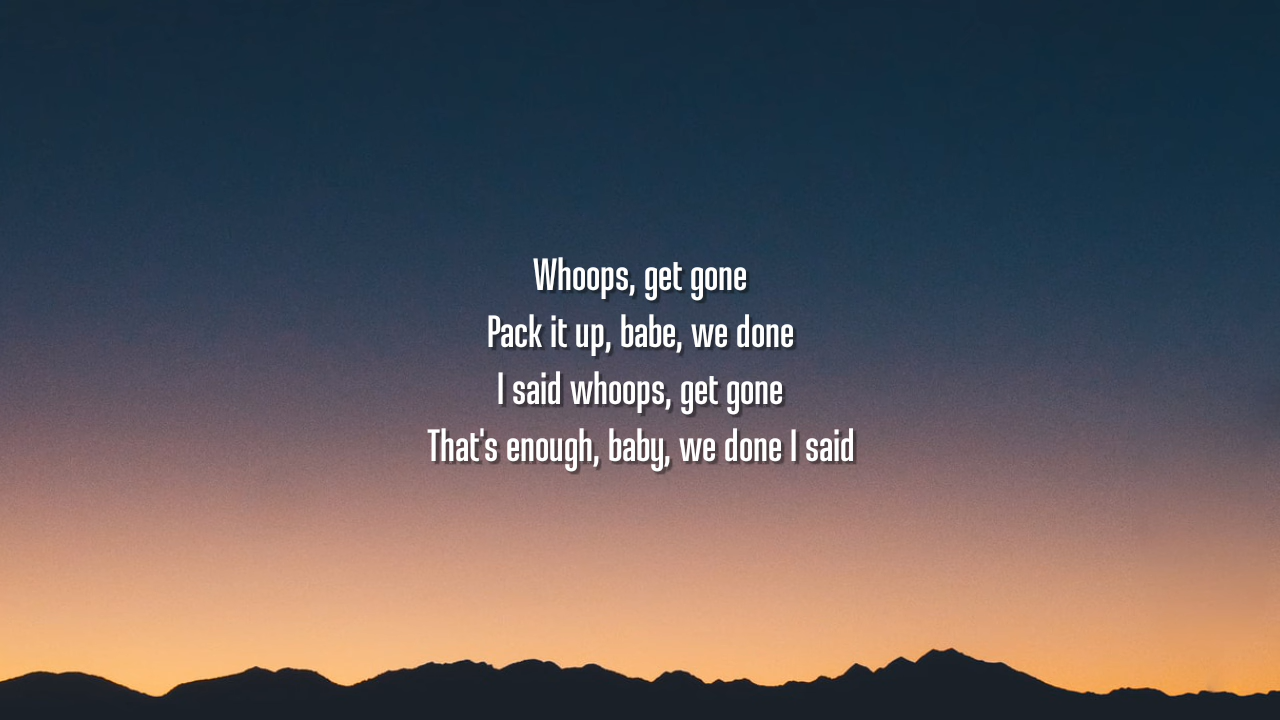 Whoops, get gone
Pack it up, babe, we done
I said whoops, get gone
That's enough, baby, we done I said